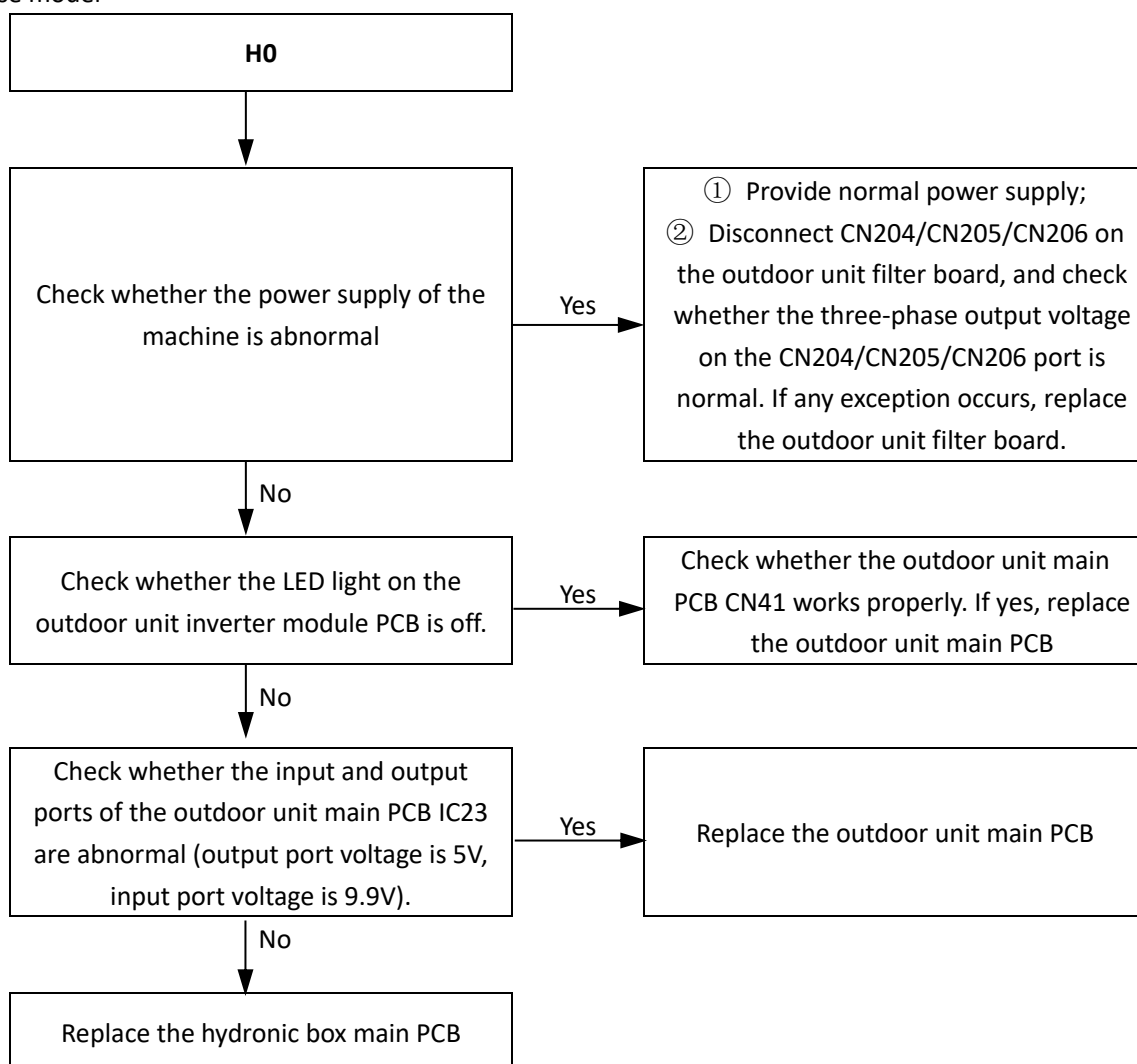 H0
Check whether the power supply of the
machine is abnormal
Yes
① Provide normal power supply;
② Disconnect CN204/CN205/CN206 on
the outdoor unit filter board, and check
whether the three-phase output voltage
on the CN204/CN205/CN206 port is
normal. If any exception occurs, replace
the outdoor unit filter board.
No
Check whether the LED light on the
outdoor unit inverter module PCB is off.
Yes
Check whether the outdoor unit main
PCB CN41 works properly. If yes, replace
the outdoor unit main PCB
No
Check whether the input and output
ports of the outdoor unit main PCB IC23
are abnormal (output port voltage is 5V,
input port voltage is 9.9V).
Yes
Replace the outdoor unit main PCB
No
Replace the hydronic box main PCB